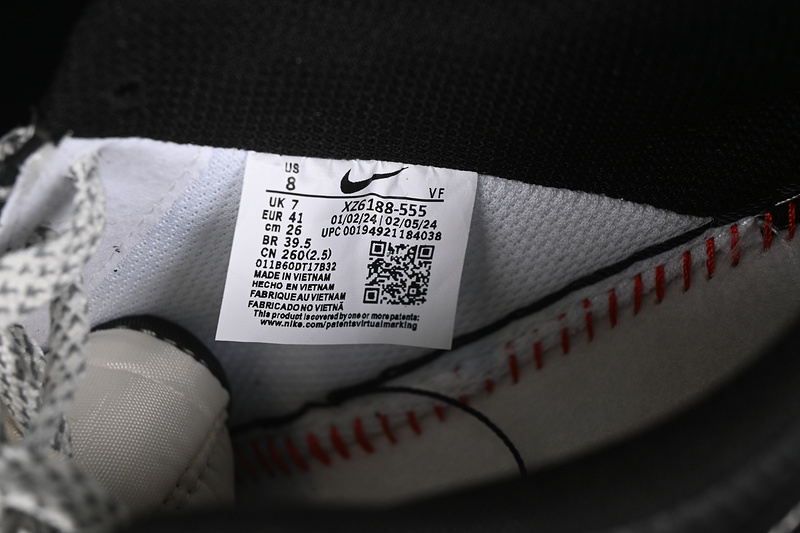 US
8
VF
UK 7
EUR 41
cm 26
BR 39.5
CN 260(2.5)
XZ6188-555
01/02/24 | 02/05/24
UPC 00194921184038
011B60DT17B32
MADE IN VIETNAM
HECHO EN VIETNAM
FABRIQUE AU VIETNAM
FABRICADO NO VIETNÃ
This product is covered by one or more patents:
www.nike.com/patentsvirtualmarking